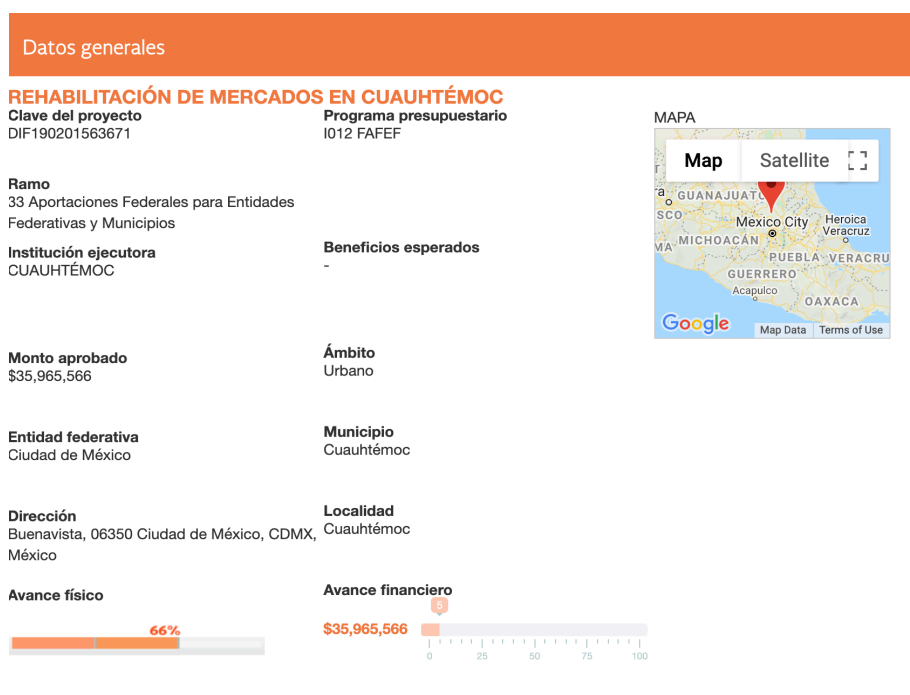 Datos generales
REHABILITACIÓN DE MERCADOS EN CUAUHTÉMOC
Clave del proyecto
DIF190201563671
Programa presupuestario
I012 FAFEF
MAPA
Map
Satellite
GUANAJUATO
SCO
Mexico City
Heroica
Veracruz
MA
MICHOACÁN
PUEBLA
VERACRU
GUERRERO
Acapulco
OAXACA
Google
Map Data
Terms of Use
Ramo
33 Aportaciones Federales para Entidades
Federativas y Municipios
Institución ejecutora
CUAUHTÉMOC
Beneficios esperados
-
Monto aprobado
$35,965,566
Ámbito
Urbano
Entidad federativa
Ciudad de México
Municipio
Cuauhtémoc
Dirección
Buenavista, 06350 Ciudad de México, CDMX,
México
Localidad
Cuauhtémoc
Avance físico
66%
Avance financiero
5
$35,965,566
0 25 50 75 100